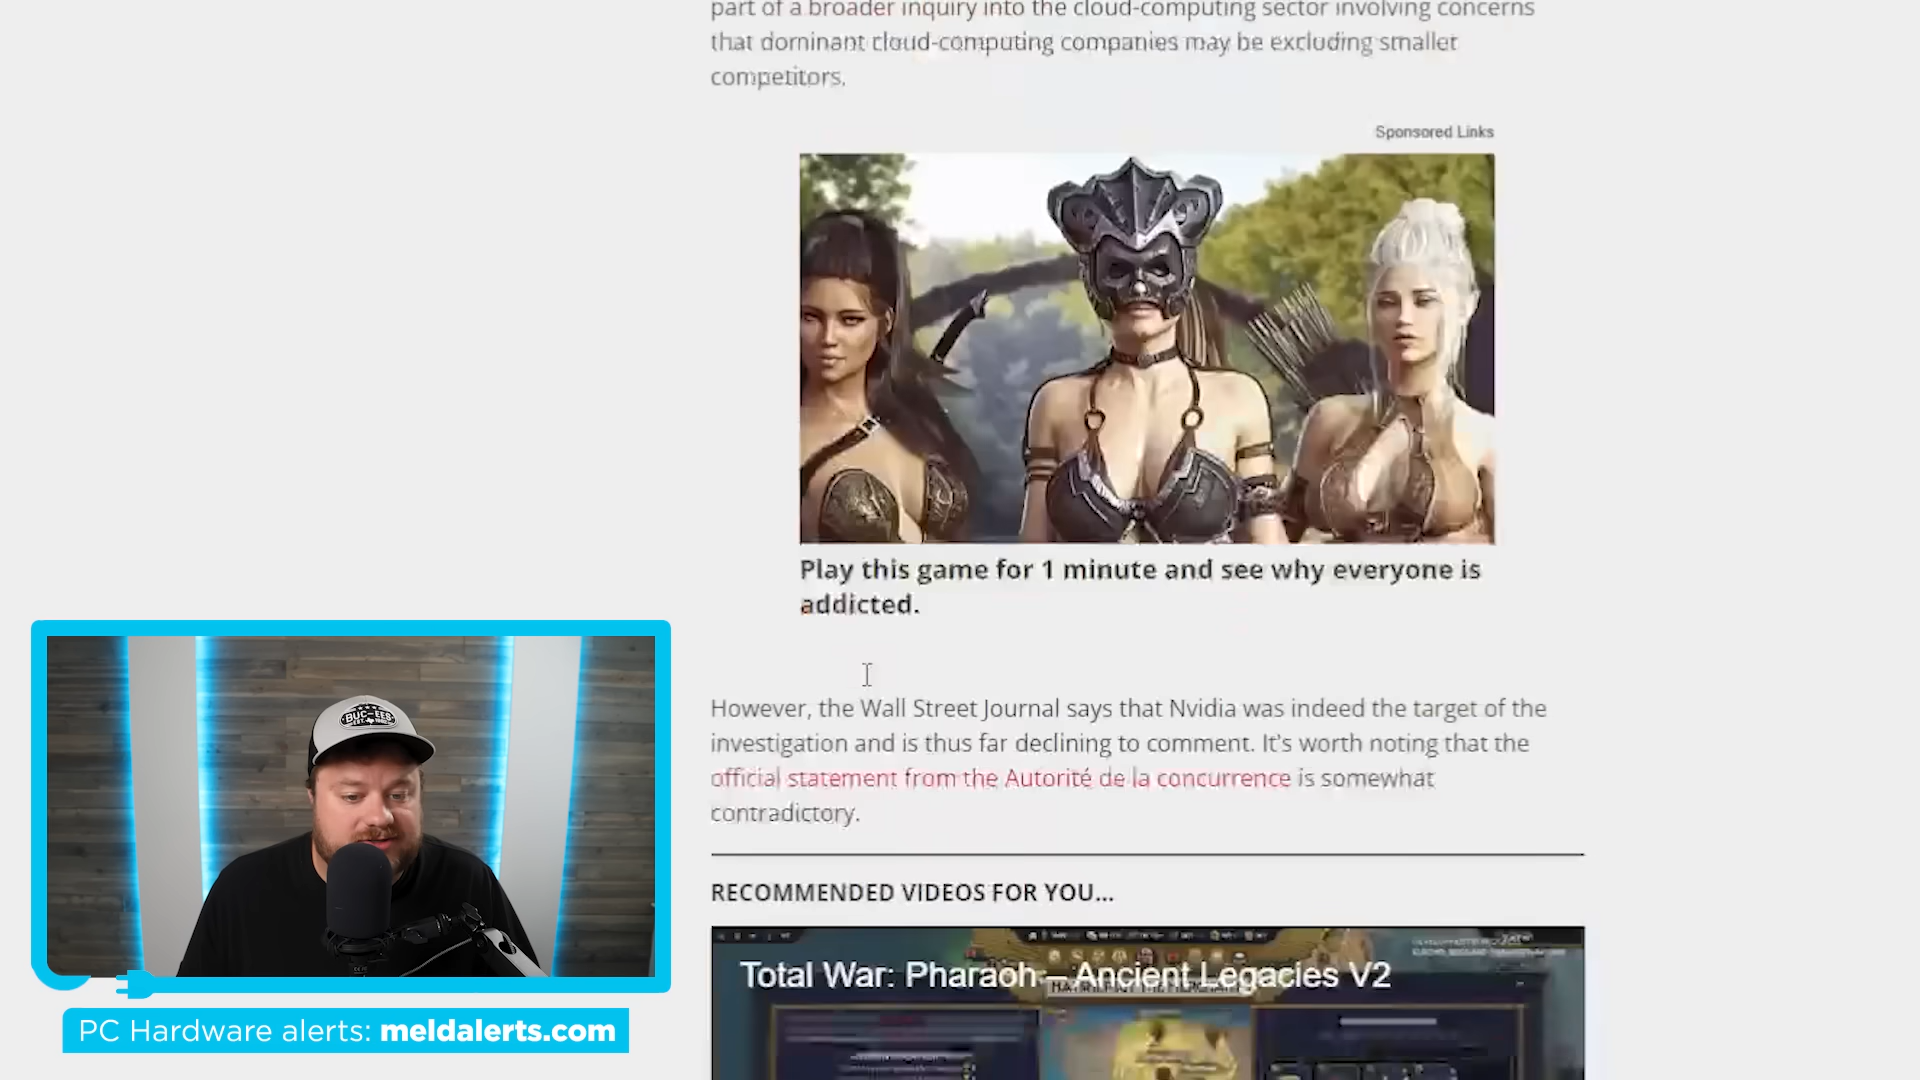 part of a broader inquiry into the cloud-computing sector involving concerns
that dominant cloud-computing companies may be excluding smaller
competitors.
Sponsored Links
Play this game for 1 minute and see why everyone is
addicted.
However, the Wall Street Journal says that Nvidia was indeed the target of the
investigation and is thus far declining to comment. It's worth noting that the
official statement from the Autorité de la concurrence is somewhat
contradictory.
RECOMMENDED VIDEOS FOR YOU...
Total War: Pharaoh – Ancient Legacies V2
BUC-EE'S
PC Hardware alerts: meldalerts.com